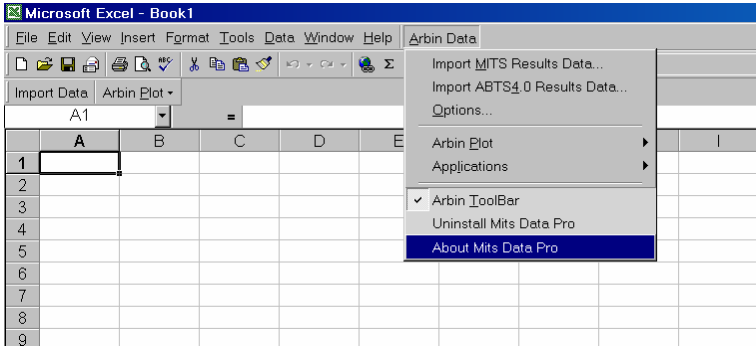 Microsoft Excel - Book1
File Edit View Insert Format Tools Data Window Help Arbin Data
ABC Σ
Import Data Arbin Plot
A1 =
A B C D E I
1
2
3
4
5
6
7
8
9
Import MITS Results Data...
Import ABTS4.0 Results Data...
Options...
Arbin Plot
Applications
Arbin ToolBar
Uninstall Mits Data Pro
About Mits Data Pro